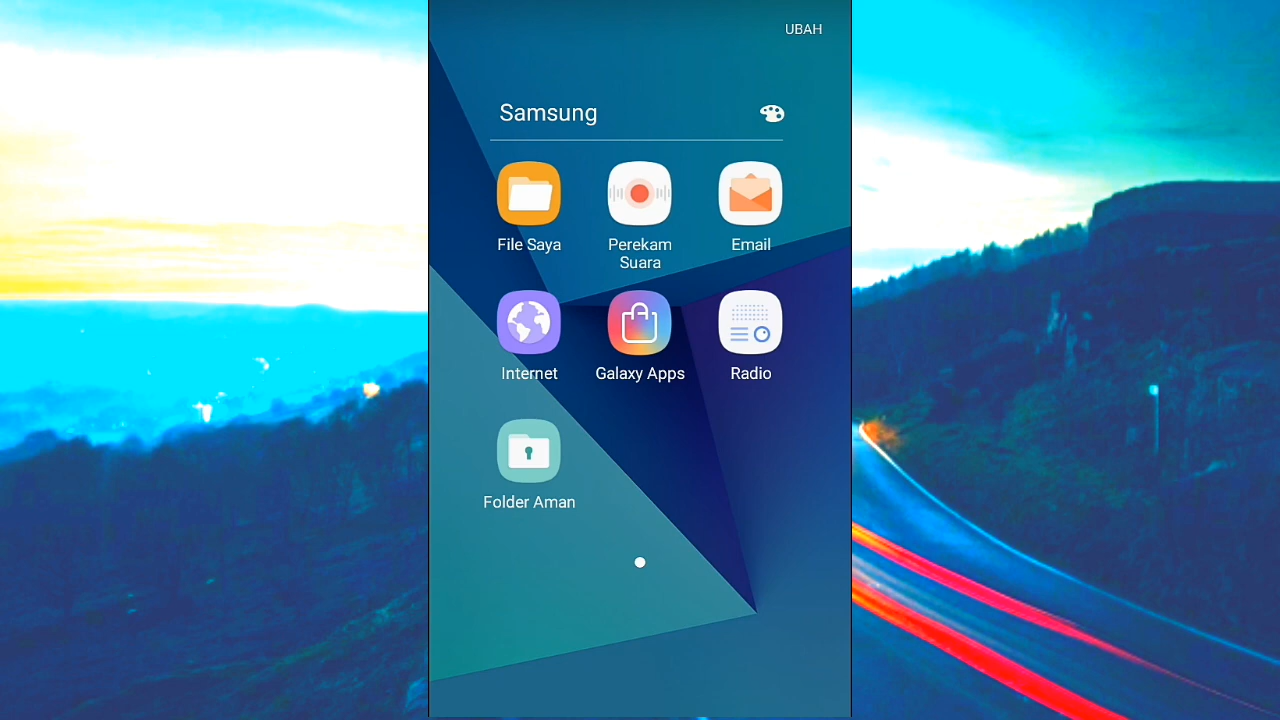 UBAH
Samsung
File Saya
Perekam
Suara
Email
Internet
Galaxy Apps
Radio
Folder Aman